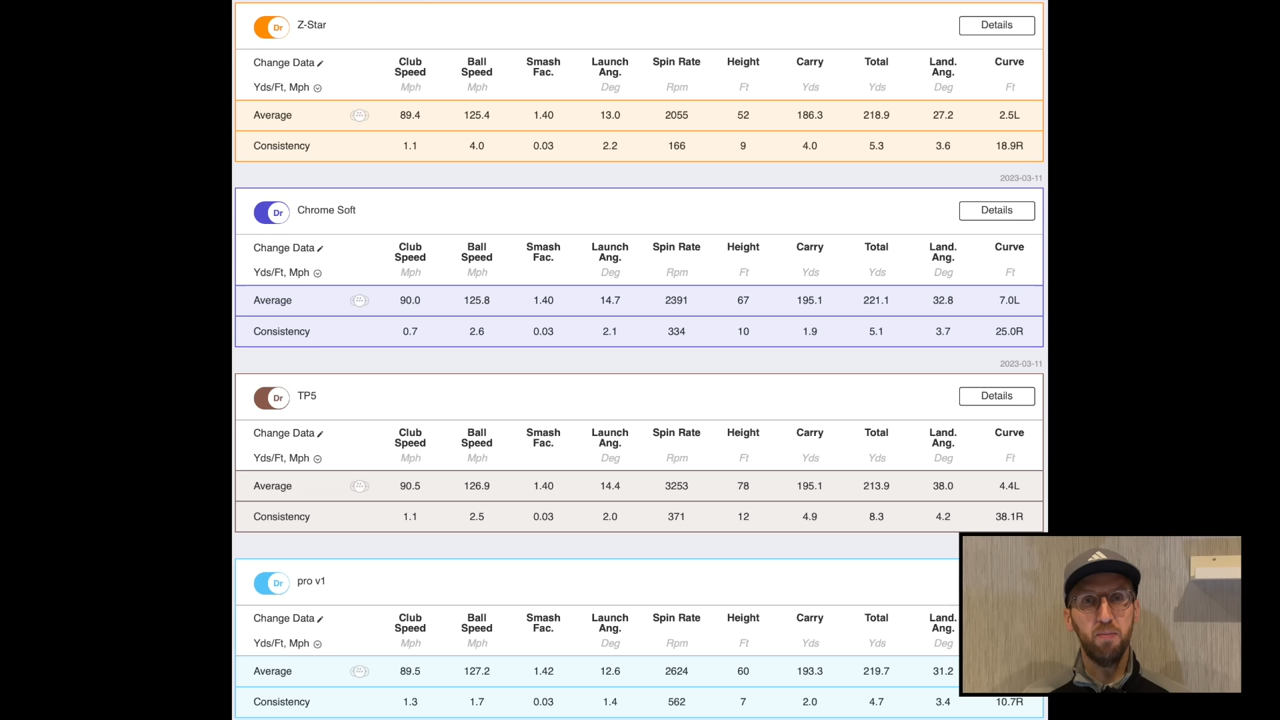 Dr Z-Star Details
Change Data Club Speed Ball Speed Smash Fac. Launch Ang. Spin Rate Height Carry Total Land. Ang. Curve
Yds/Ft, Mph Mph Mph Deg Rpm Ft Yds Yds Deg Ft
Average 89.4 125.4 1.40 13.0 2055 52 186.3 218.9 27.2 2.5L
Consistency 1.1 4.0 0.03 2.2 166 9 4.0 5.3 3.6 18.9R
2023-03-11
Dr Chrome Soft Details
Change Data Club Speed Ball Speed Smash Fac. Launch Ang. Spin Rate Height Carry Total Land. Ang. Curve
Yds/Ft, Mph Mph Mph Deg Rpm Ft Yds Yds Deg Ft
Average 90.0 125.8 1.40 14.7 2391 67 195.1 221.1 32.8 7.0L
Consistency 0.7 2.6 0.03 2.1 334 10 1.9 5.1 3.7 25.0R
2023-03-11
Dr TP5 Details
Change Data Club Speed Ball Speed Smash Fac. Launch Ang. Spin Rate Height Carry Total Land. Ang. Curve
Yds/Ft, Mph Mph Mph Deg Rpm Ft Yds Yds Deg Ft
Average 90.5 126.9 1.40 14.4 3253 78 195.1 213.9 38.0 4.4L
Consistency 1.1 2.5 0.03 2.0 371 12 4.9 8.3 4.2 38.1R
Dr pro v1
Change Data Club Speed Ball Speed Smash Fac. Launch Ang. Spin Rate Height Carry Total Land. Ang.
Yds/Ft, Mph Mph Mph Deg Rpm Ft Yds Yds Deg
Average 89.5 127.2 1.42 12.6 2624 60 193.3 219.7 31.2
Consistency 1.3 1.7 0.03 1.4 562 7 2.0 4.7 3.4 10.7R